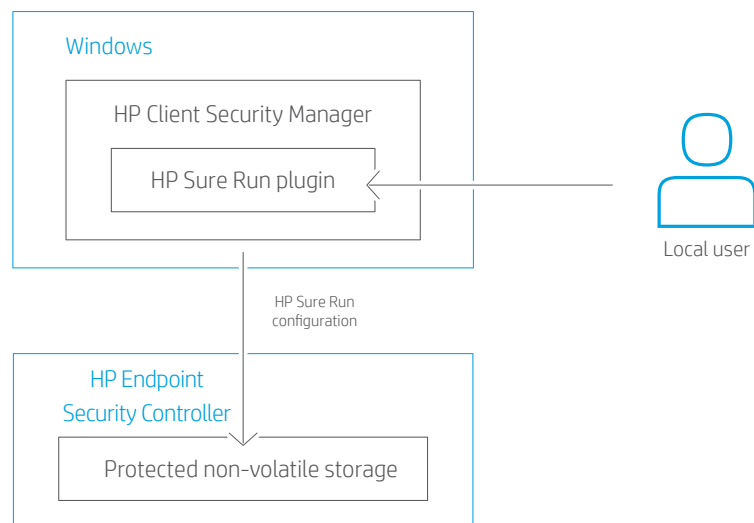 Windows
HP Client Security Manager
HP Sure Run plugin
Local user
HP Sure Run
configuration
HP Endpoint
Security Controller
Protected non-volatile storage